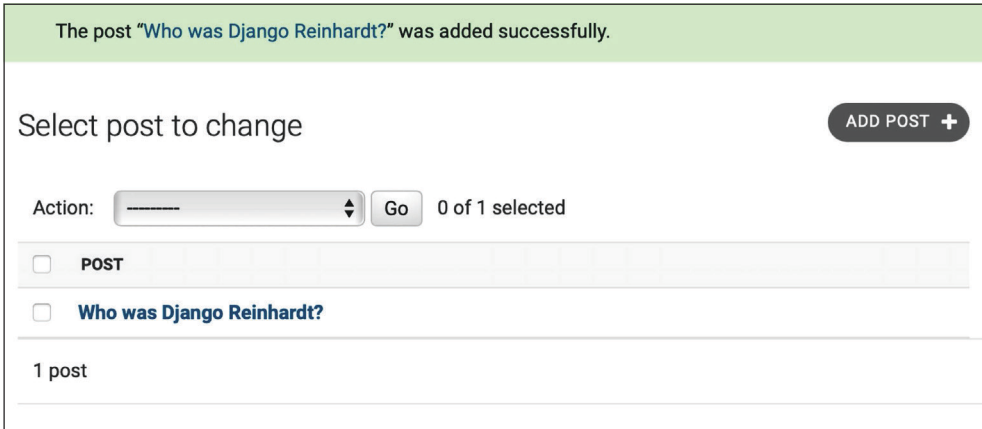 The post “Who was Django Reinhardt?” was added successfully.
Select post to change
ADD POST +
Action: --------- Go 0 of 1 selected
POST
Who was Django Reinhardt?
1 post